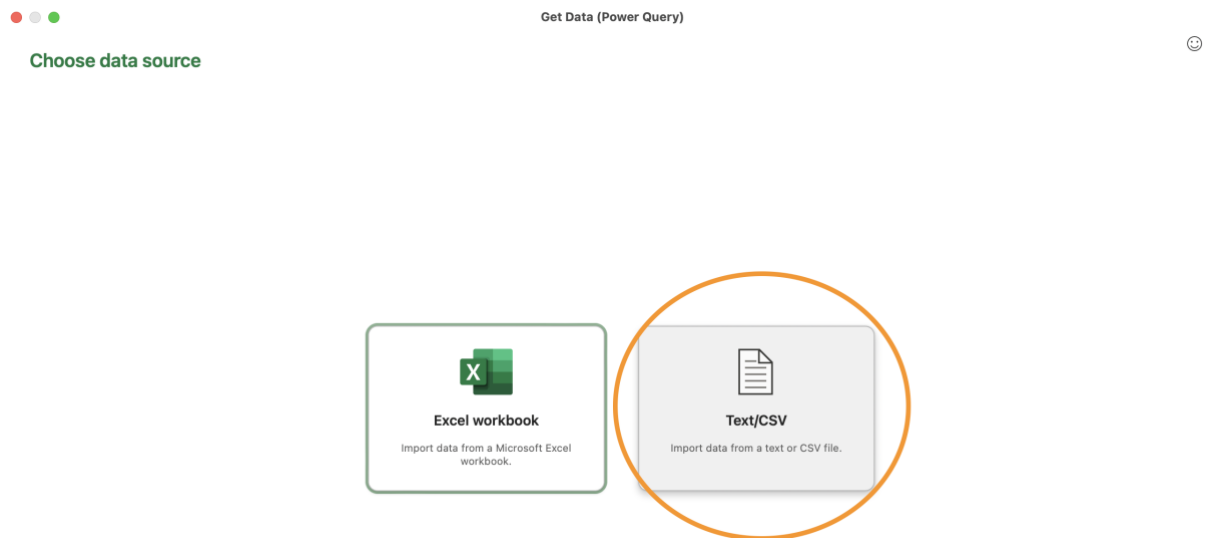 Get Data (Power Query)
Choose data source
Excel workbook
Import data from a Microsoft Excel
workbook.
Text/CSV
Import data from a text or CSV file.